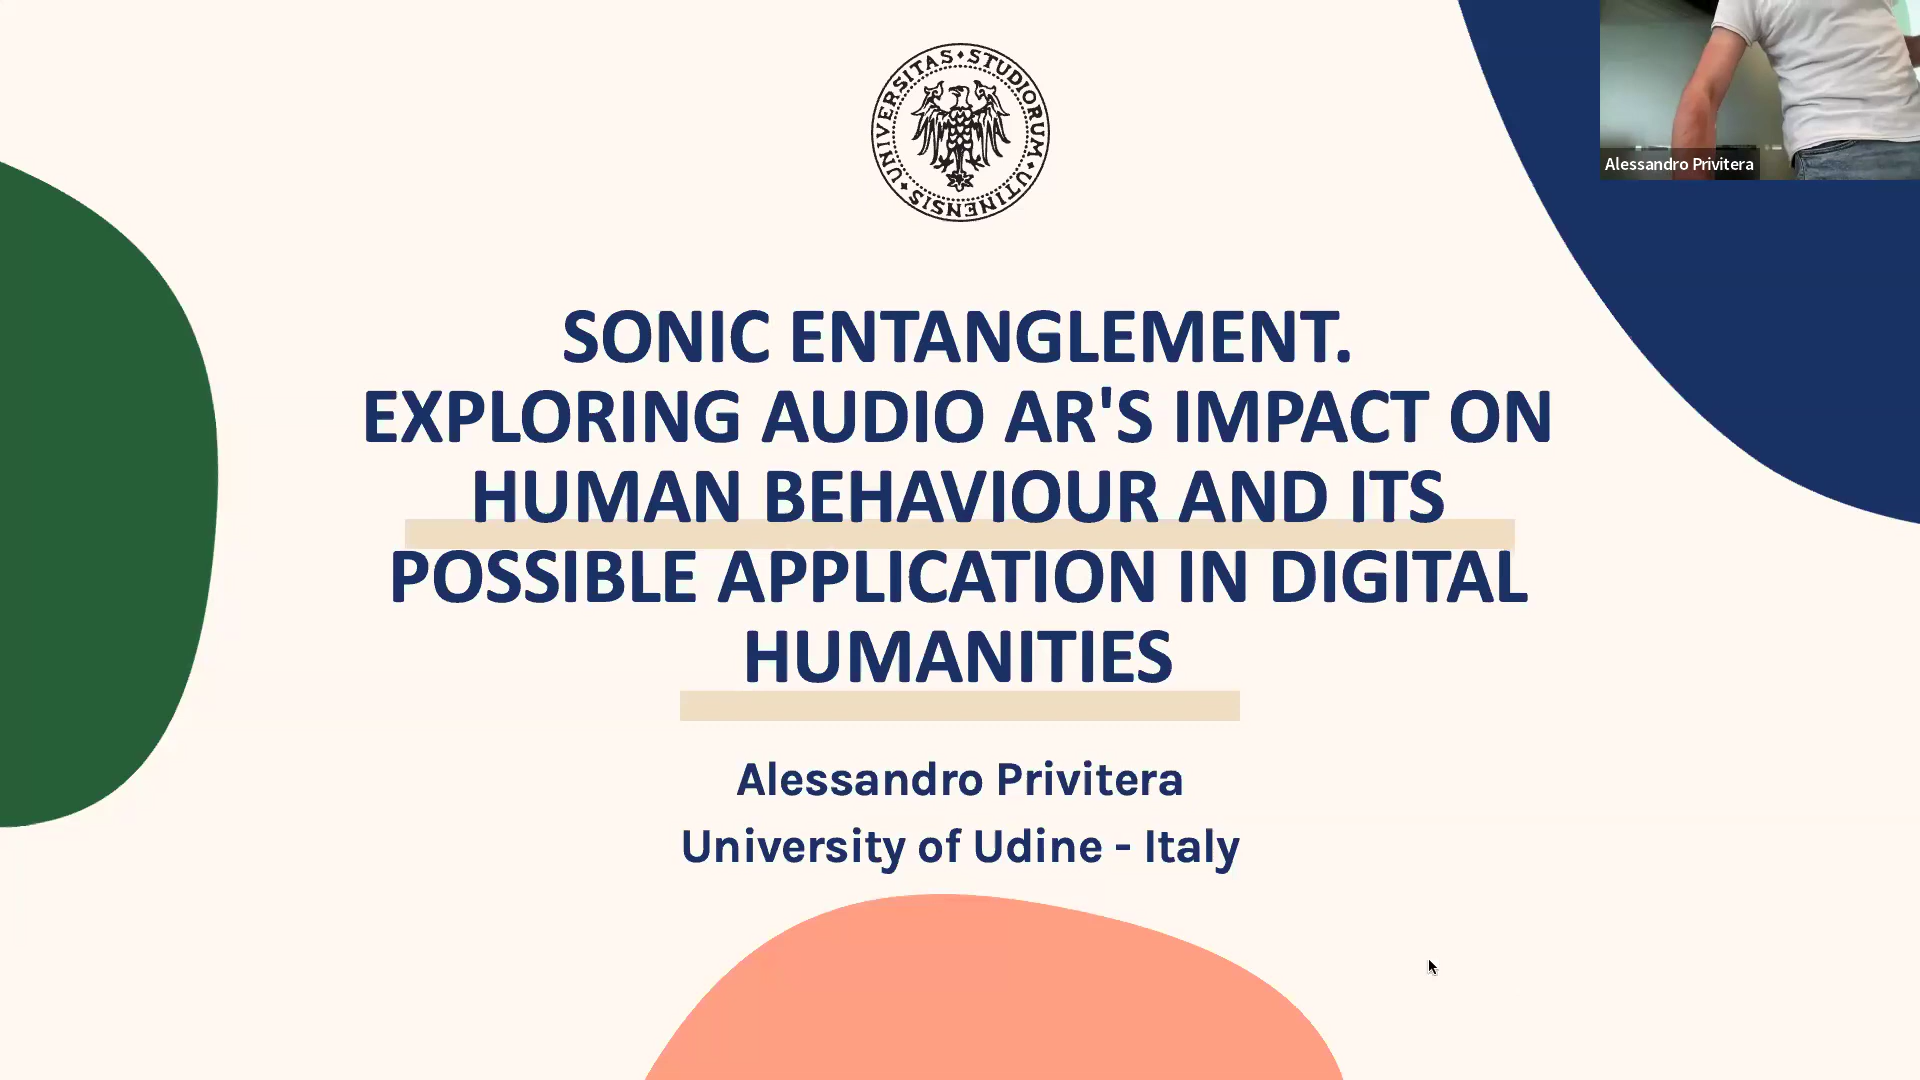 UNIVERSITAS • STUDIORUM • UTINENSIS •
Alessandro Privitera
SONIC ENTANGLEMENT.
EXPLORING AUDIO AR'S IMPACT ON
HUMAN BEHAVIOUR AND ITS
POSSIBLE APPLICATION IN DIGITAL
HUMANITIES
Alessandro Privitera
University of Udine - Italy